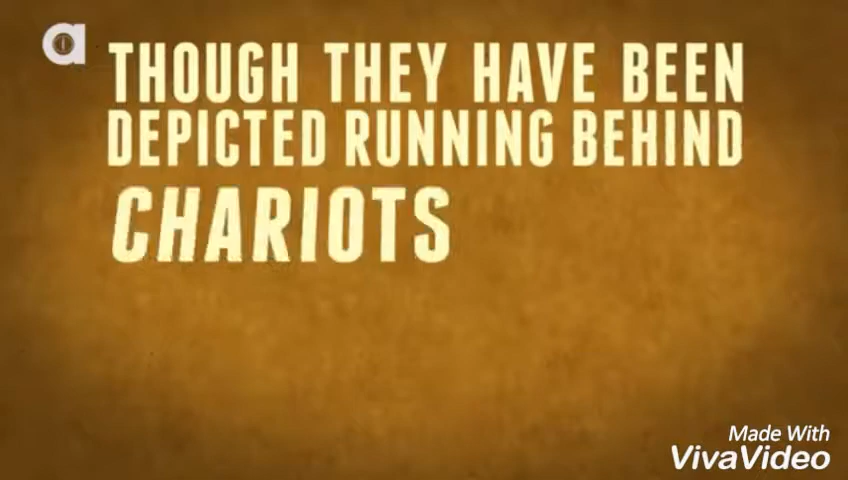 a
THOUGH THEY HAVE BEEN
DEPICTED RUNNING BEHIND
CHARIOTS
Made With
VivaVideo